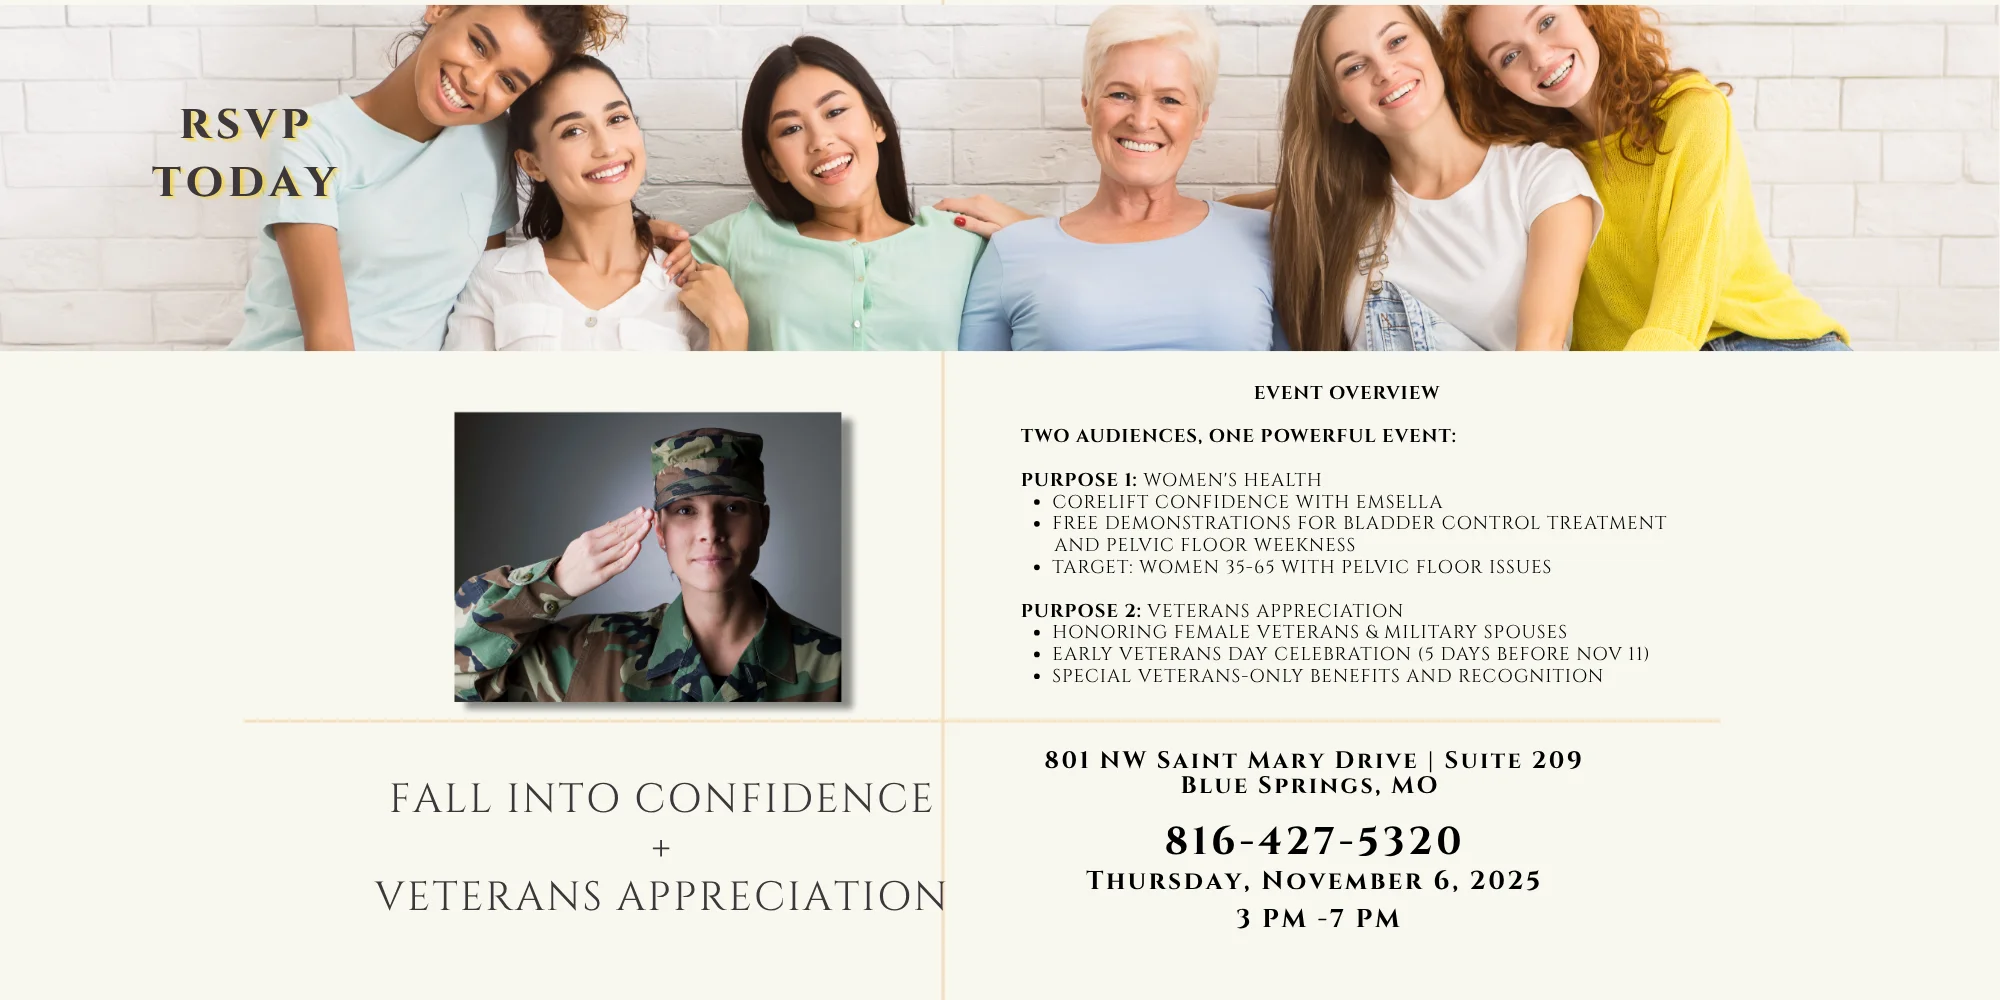 RSVP
TODAY
EVENT OVERVIEW
TWO AUDIENCES, ONE POWERFUL EVENT:
PURPOSE 1: WOMEN'S HEALTH
• CORELIFT CONFIDENCE WITH EMSELLA
• FREE DEMONSTRATIONS FOR BLADDER CONTROL TREATMENT
AND PELVIC FLOOR WEEKNESS
• TARGET: WOMEN 35-65 WITH PELVIC FLOOR ISSUES
PURPOSE 2: VETERANS APPRECIATION
• HONORING FEMALE VETERANS & MILITARY SPOUSES
• EARLY VETERANS DAY CELEBRATION (5 DAYS BEFORE NOV 11)
• SPECIAL VETERANS-ONLY BENEFITS AND RECOGNITION
FALL INTO CONFIDENCE
+
VETERANS APPRECIATION
801 NW Saint Mary Drive | Suite 209
Blue Springs, MO
816-427-5320
Thursday, November 6, 2025
3 PM -7 PM